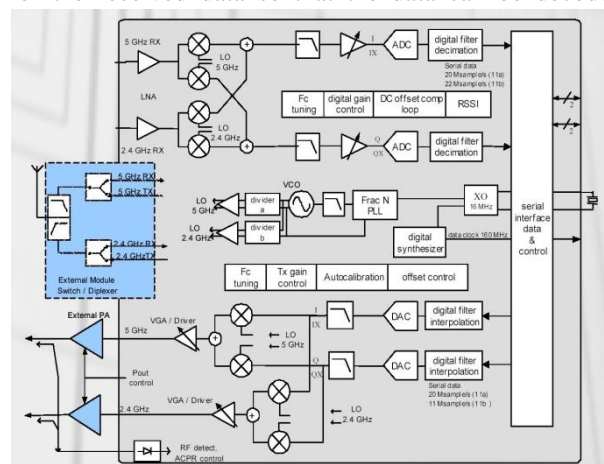 5 GHz RX
LNA
2.4 GHz RX
LO
5 GHz
LO
2.4 GHz
I
IX
ADC
digital filter
decimation
Serial data
20 Msample/s (11a)
22 Msample/s (11b)
Fc
tuning
digital gain
control
DC offset comp
loop
RSSI
Q
QX
ADC
digital filter
decimation
5 GHz RX
5 GHz TX
2.4 GHz RX
2.4 GHz TX
External Module
Switch / Diplexer
LO
5 GHz
LO
2.4 GHz
divider
a
divider
b
VCO
Frac N
PLL
XO
16 MHz
digital
synthesizer
data clock 160 MHz
serial
interface
data
& control
2
2
Fc
tuning
Tx gain
control
Autocalibration
offset control
External PA
5 GHz
VGA / Driver
LO
5 GHz
I
IX
DAC
digital filter
interpolation
Q
QX
DAC
digital filter
interpolation
Serial data
20 Msample/s (11a)
11 Msample/s (11b )
Pout
control
2.4 GHz
VGA / Driver
LO
2.4 GHz
RF detect,
ACPR control